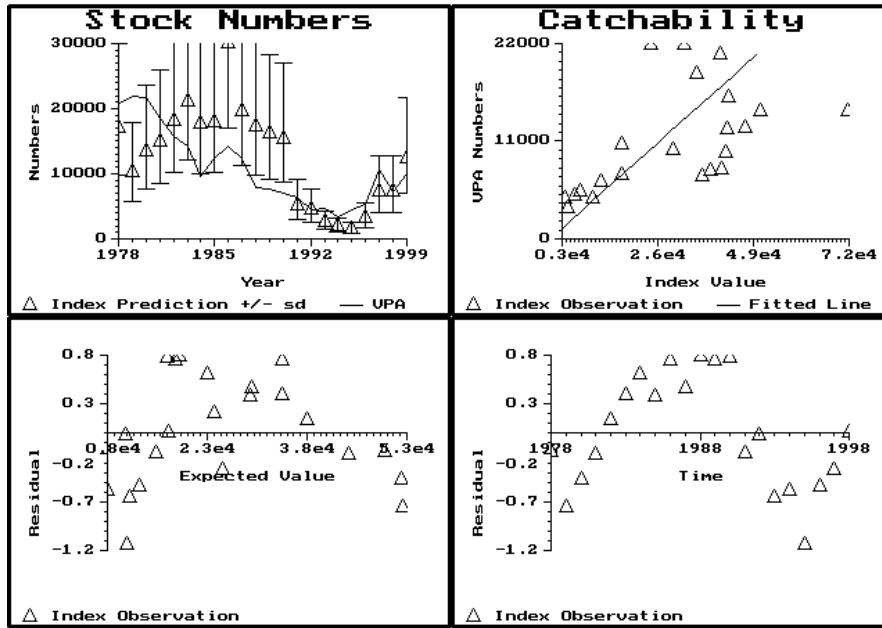 Stock Numbers
30000
20000
10000
0
Numbers
1978 1985 1992 1999
Year
Index Prediction +/- sd VPA
Catchability
22000
11000
0
VPA Numbers
0.3e4 2.6e4 4.9e4 7.2e4
Index Value
Index Observation Fitted Line
0.8
0.3
-0.2
-0.7
-1.2
Residual
0.8e4 2.3e4 3.8e4 5.3e4
Expected Value
Index Observation
0.8
0.3
-0.2
-0.7
-1.2
Residual
1978 1988 1998
Time
Index Observation